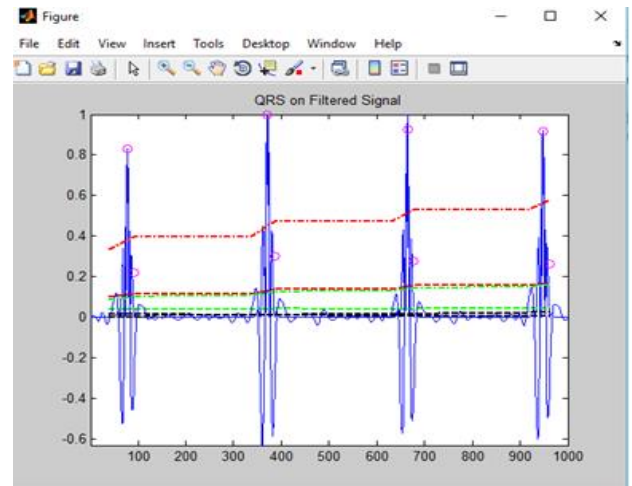 Figure
File Edit View Insert Tools Desktop Window Help
QRS on Filtered Signal
1
0.8
0.6
0.4
0.2
0
-0.2
-0.4
-0.6
100 200 300 400 500 600 700 800 900 1000